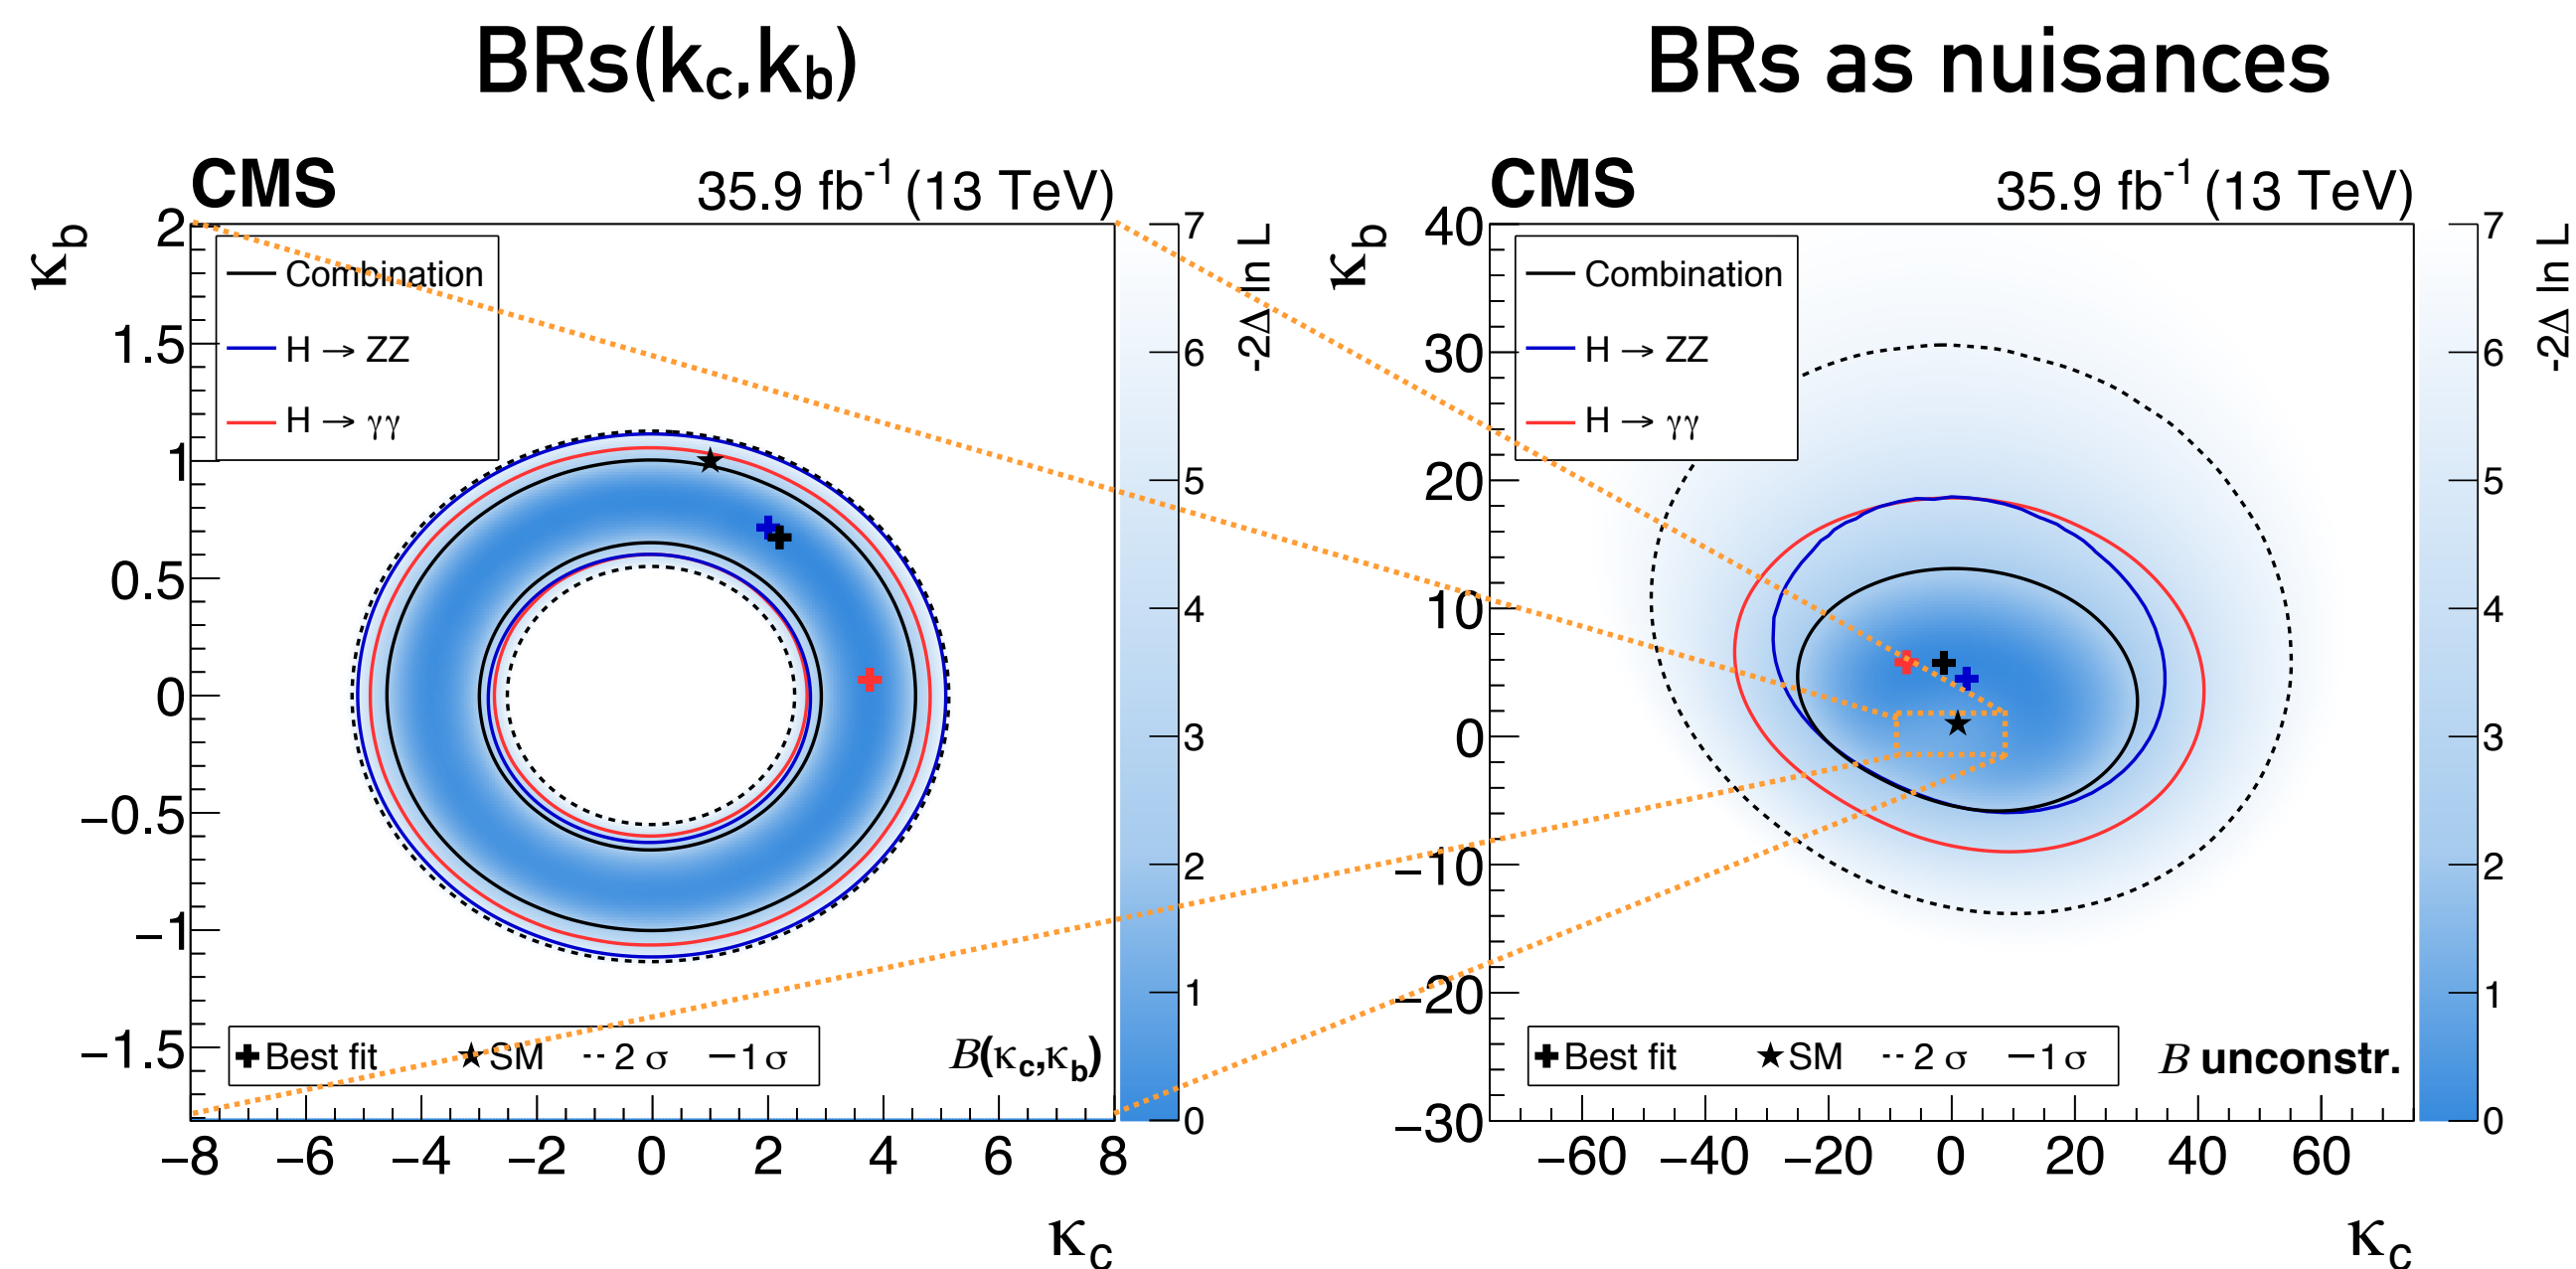 BRs(kc,kb)
BRs as nuisances
CMS 35.9 fb-1 (13 TeV)
κb
2
1.5
1
0.5
0
−0.5
−1
−1.5
Combination
H → ZZ
H → γγ
Best fit SM 2 σ 1 σ
B(κc,κb)
−8 −6 −4 −2 0 2 4 6 8
κc
7
6
5
4
3
2
1
0
-2Δ ln L
CMS 35.9 fb-1 (13 TeV)
κb
40
30
20
10
0
−10
−20
−30
Combination
H → ZZ
H → γγ
Best fit SM 2 σ 1 σ
B unconstr.
−60 −40 −20 0 20 40 60
κc
7
6
5
4
3
2
1
0
-2Δ ln L